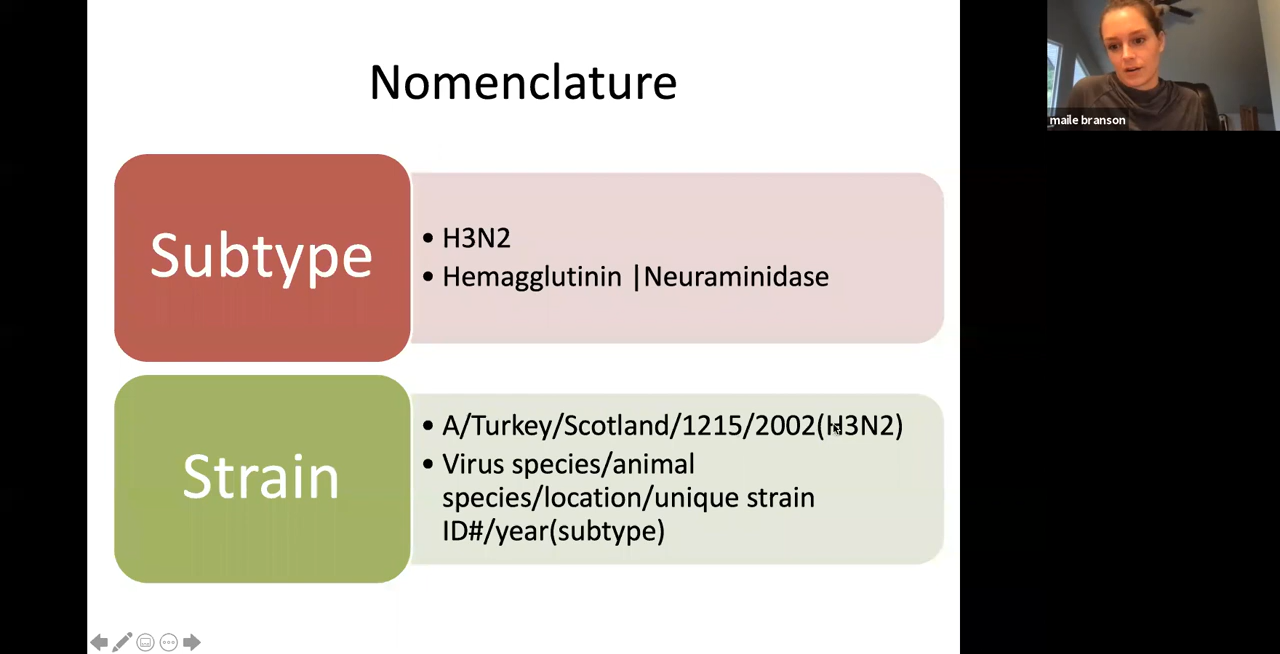 Nomenclature
maile branson
Subtype
• H3N2
• Hemagglutinin |Neuraminidase
Strain
• A/Turkey/Scotland/1215/2002(H3N2)
• Virus species/animal
species/location/unique strain
ID#/year(subtype)